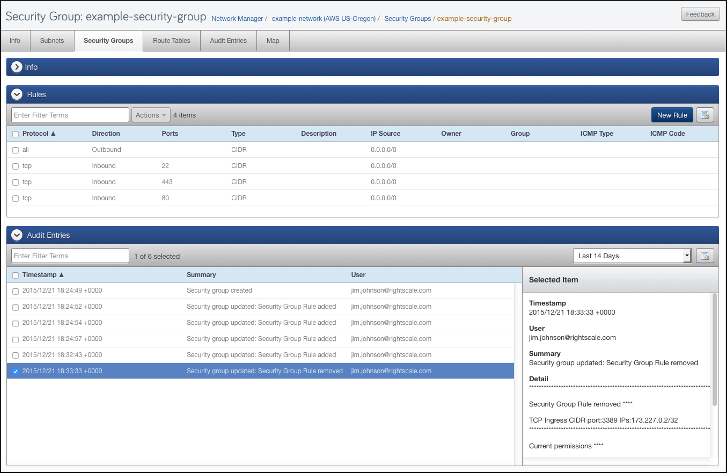 Security Group: example-security-group
Network Manager / example-network (AWS US-Oregon) / Security Groups / example-security-group
Feedback
Info Subnets Security Groups Route Tables Audit Entries Map
Info
Rules
Enter Filter Terms Actions 4 items New Rule
Protocol ▲ Direction Ports Type Description IP Source Owner Group ICMP Type ICMP Code
all Outbound CIDR 0.0.0.0/0
tcp Inbound 22 CIDR 0.0.0.0/0
tcp Inbound 443 CIDR 0.0.0.0/0
tcp Inbound 80 CIDR 0.0.0.0/0
Audit Entries
Enter Filter Terms 1 of 6 selected Last 14 Days
Timestamp ▲ Summary User
2015/12/21 18:24:49 +0000 Security group created jim.johnson@rightscale.com
2015/12/21 18:24:52 +0000 Security group updated: Security Group Rule added jim.johnson@rightscale.com
2015/12/21 18:24:54 +0000 Security group updated: Security Group Rule added jim.johnson@rightscale.com
2015/12/21 18:24:57 +0000 Security group updated: Security Group Rule added jim.johnson@rightscale.com
2015/12/21 18:32:43 +0000 Security group updated: Security Group Rule added jim.johnson@rightscale.com
2015/12/21 18:33:33 +0000 Security group updated: Security Group Rule removed jim.johnson@rightscale.com
Selected Item
Timestamp
2015/12/21 18:33:33 +0000
User
jim.johnson@rightscale.com
Summary
Security group updated: Security Group Rule removed
Detail
Security Group Rule removed ****
TCP Ingress CIDR port:3389 IPs:173.227.0.2/32
Current permissions ****